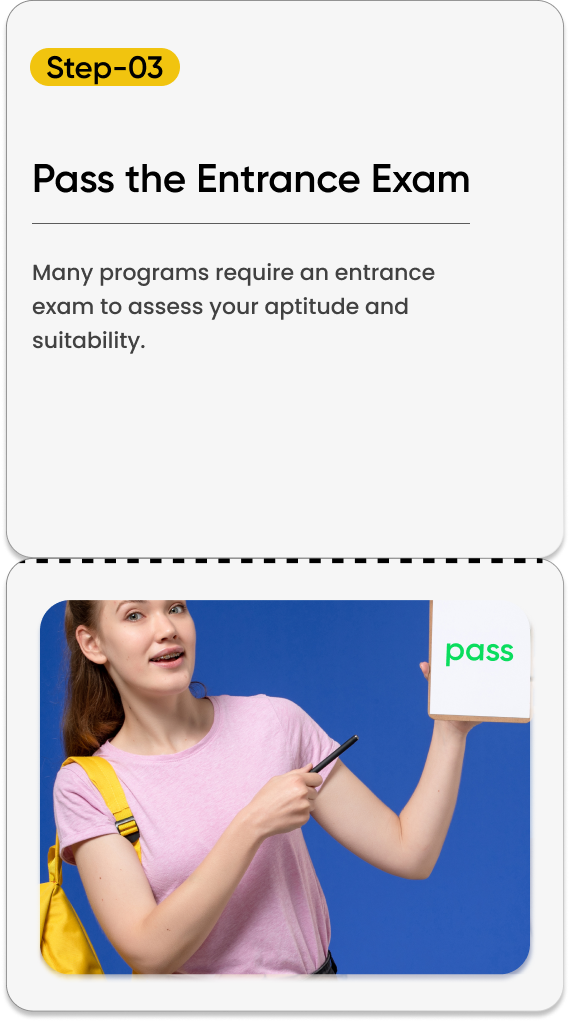 Step-03
Pass the Entrance Exam
Many programs require an entrance
exam to assess your aptitude and
suitability.
pass